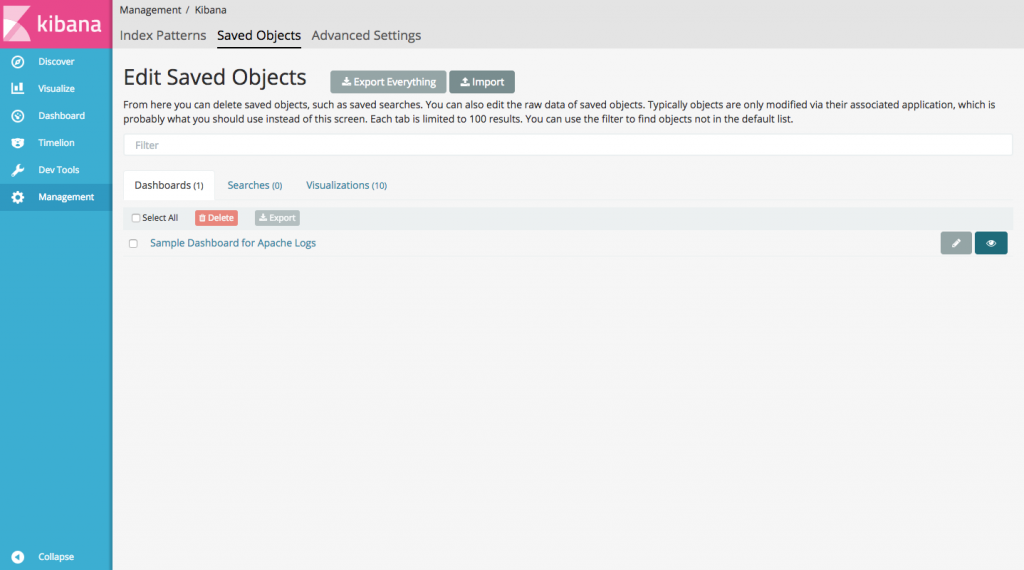 kibana
Discover
Visualize
Dashboard
Timelion
Dev Tools
Management
Collapse
Management / Kibana
Index Patterns Saved Objects Advanced Settings
Edit Saved Objects Export Everything Import
From here you can delete saved objects, such as saved searches. You can also edit the raw data of saved objects. Typically objects are only modified via their associated application, which is
probably what you should use instead of this screen. Each tab is limited to 100 results. You can use the filter to find objects not in the default list.
Filter
Dashboards (1) Searches (0) Visualizations (10)
Select All Delete Export
Sample Dashboard for Apache Logs